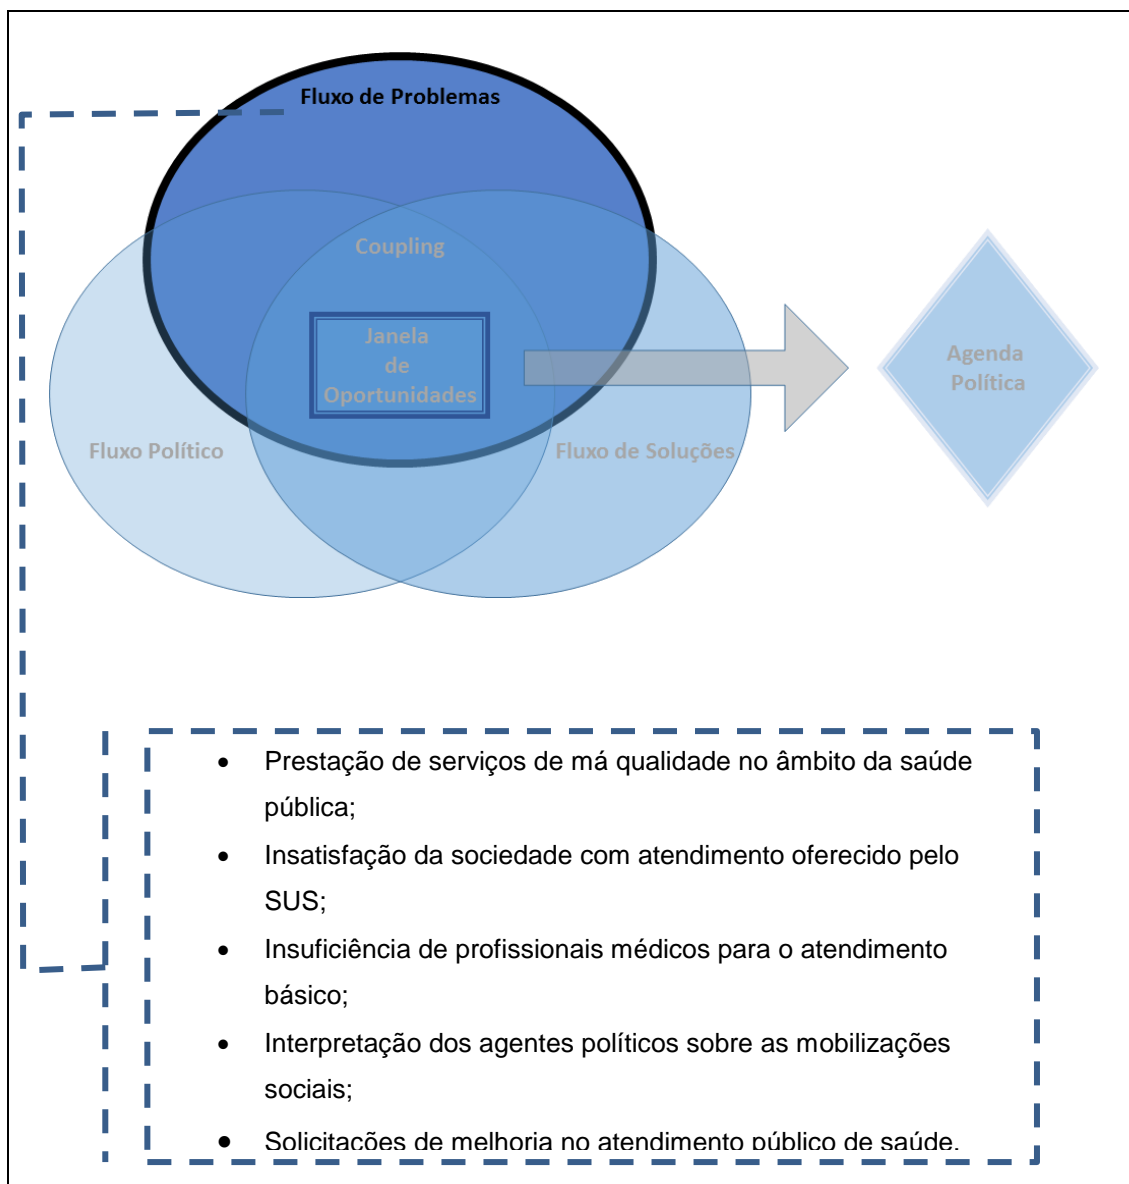 Fluxo de Problemas
Coupling
Janela
de
Oportunidades
Agenda
Política
Fluxo Político
Fluxo de Soluções
• Prestação de serviços de má qualidade no âmbito da saúde
pública;
• Insatisfação da sociedade com atendimento oferecido pelo
SUS;
• Insuficiência de profissionais médicos para o atendimento
básico;
• Interpretação dos agentes políticos sobre as mobilizações
sociais;
• Solicitações de melhoria no atendimento público de saúde.